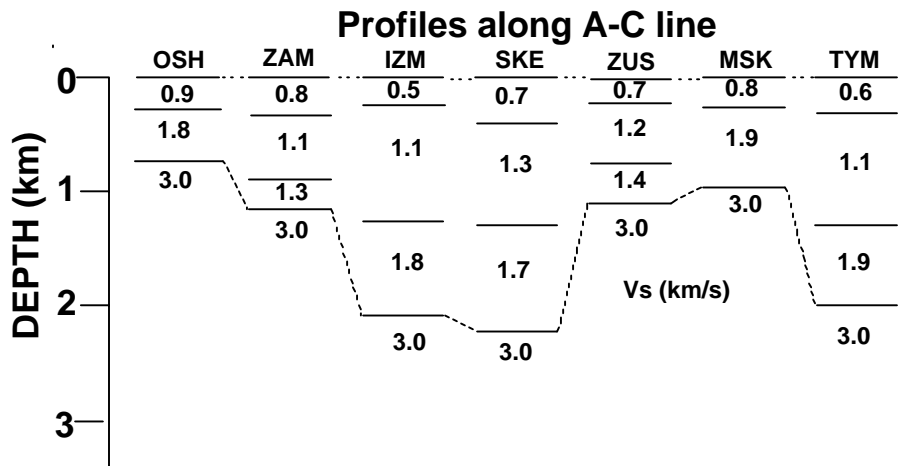 Profiles along A-C line
OSH ZAM IZM SKE ZUS MSK TYM
0
0.9 0.8 0.5 0.7 0.7 0.8 0.6
1.8 1.1 1.1 1.3 1.2 1.9 1.1
3.0 1.3 1.4 3.0
1
3.0 3.0
1.8 1.7 1.9
Vs (km/s)
2
3.0 3.0 3.0
3
DEPTH (km)